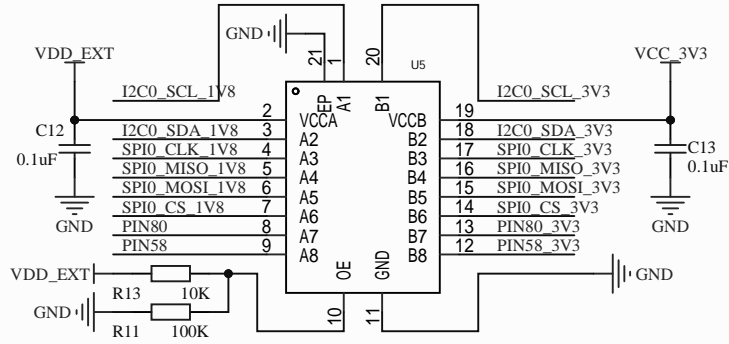 GND
21
1
20
U5
VDD_EXT
VCC_3V3
I2C0_SCL_1V8
EP
A1
B1
I2C0_SCL_3V3
2
VCCA
VCCB
19
C12
0.1uF
I2C0_SDA_1V8
3
A2
B2
18
I2C0_SDA_3V3
SPI0_CLK_1V8
4
A3
B3
17
SPI0_CLK_3V3
C13
0.1uF
SPI0_MISO_1V8
5
A4
B4
16
SPI0_MISO_3V3
SPI0_MOSI_1V8
6
A5
B5
15
SPI0_MOSI_3V3
SPI0_CS_1V8
7
A6
B6
14
SPI0_CS_3V3
GND
GND
PIN80
8
A7
B7
13
PIN80_3V3
PIN58
9
A8
B8
12
PIN58_3V3
VDD_EXT
OE
GND
GND
R13
10K
GND
R11
100K
10
11